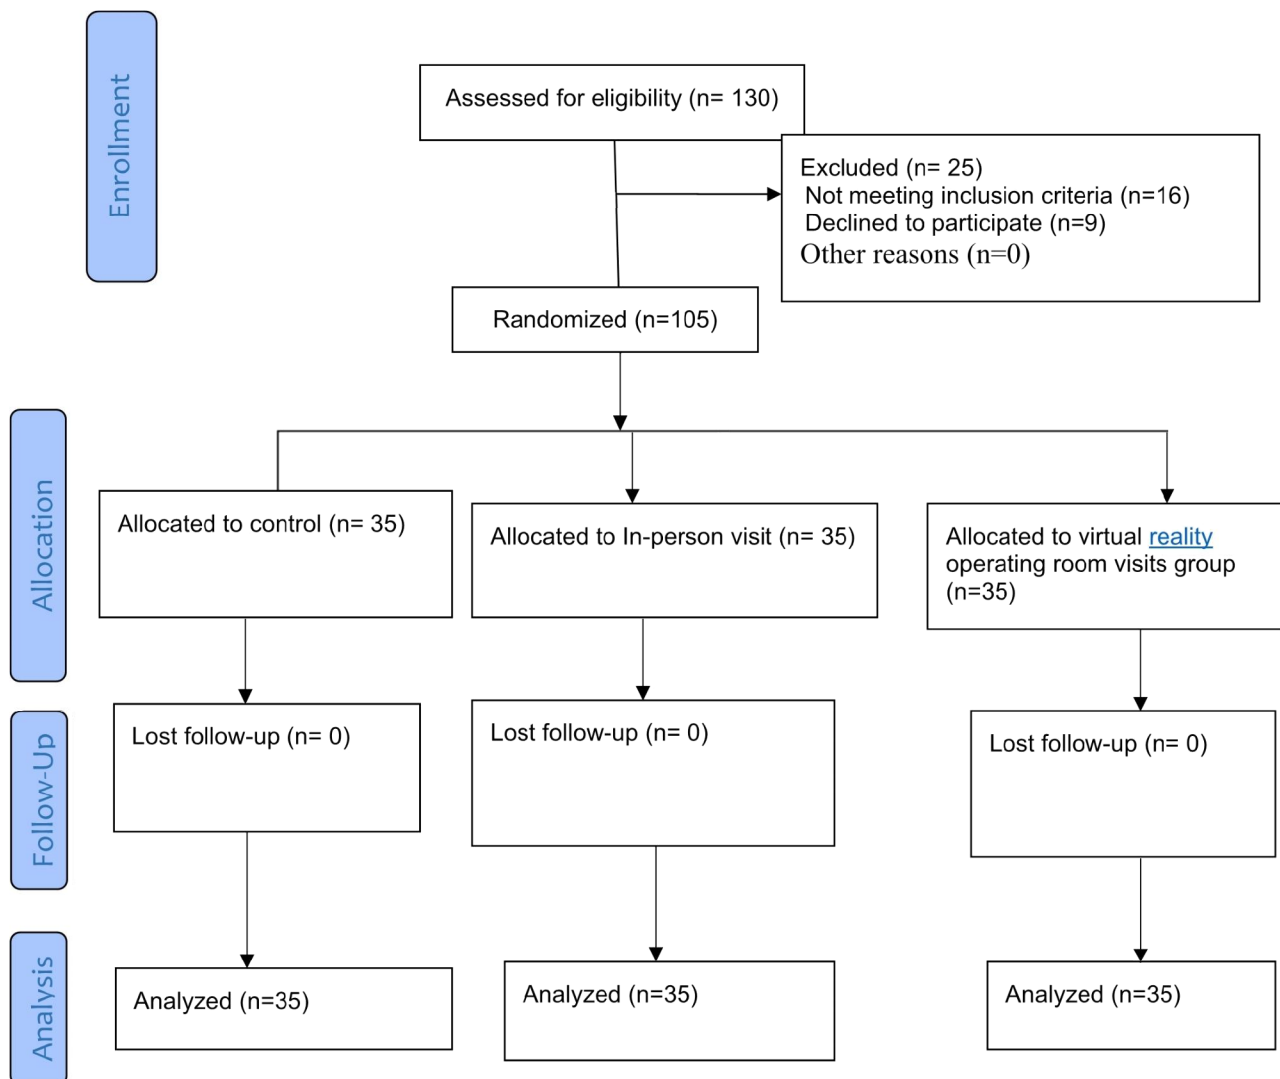 Enrollment
Assessed for eligibility (n= 130)
Excluded (n= 25)
Not meeting inclusion criteria (n=16)
Declined to participate (n=9)
Other reasons (n=0)
Randomized (n=105)
Allocation
Allocated to control (n= 35)
Allocated to In-person visit (n= 35)
Allocated to virtual reality
operating room visits group
(n=35)
Follow-Up
Lost follow-up (n= 0)
Lost follow-up (n= 0)
Lost follow-up (n= 0)
Analysis
Analyzed (n=35)
Analyzed (n=35)
Analyzed (n=35)